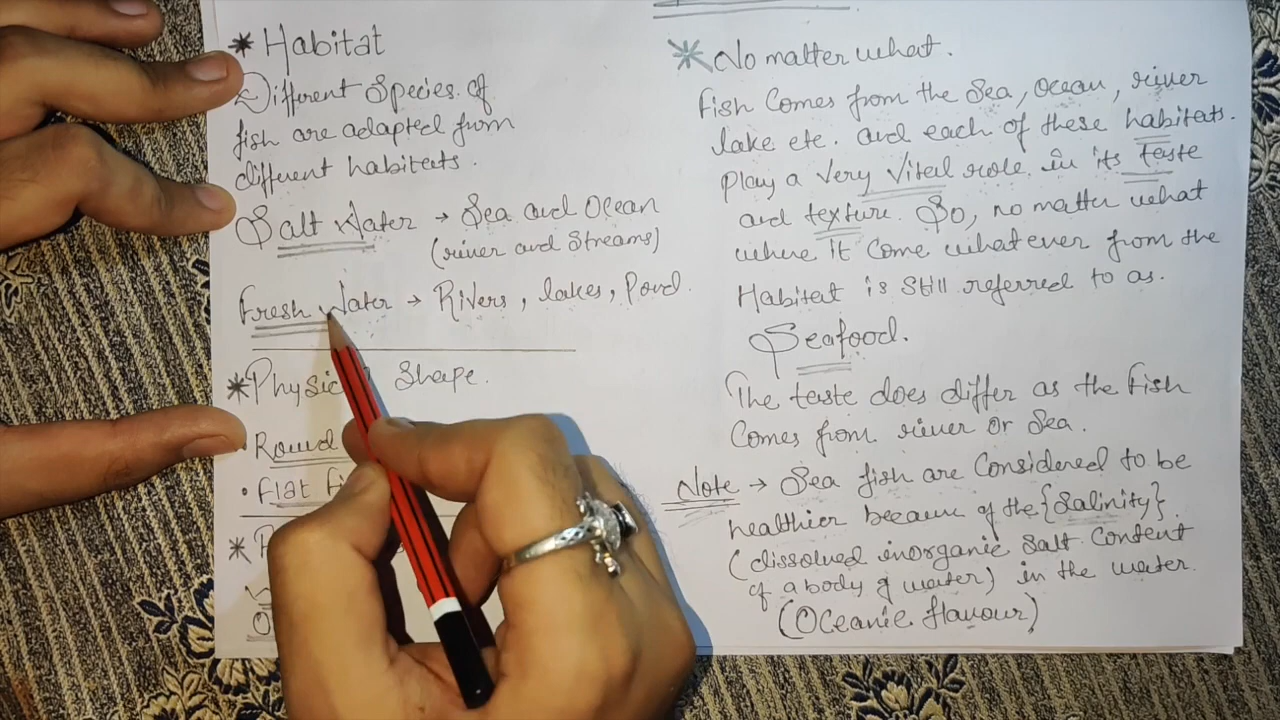 * Habitat
Different Species of
fish are adapted from
different habitats.
Salt Water → Sea and Ocean
(river and Streams)
Fresh Water → Rivers, lakes, Pond.
* Shape.
• Round
• Flat
* No matter what.
Fish Comes from the Sea, Ocean, river
lake etc. and each of these habitats.
Play a Very Vital role in its taste
and texture. So, no matter what
where it come whatever from the
Habitat is still referred to as.
Seafood.
The taste does differ as the Fish
Comes from river or Sea.
Note → Sea fish are Considered to be
healthier because of the {Salinity}.
(dissolved inorganic Salt Content
of a body of water) in the water.
(Oceanic flavour)